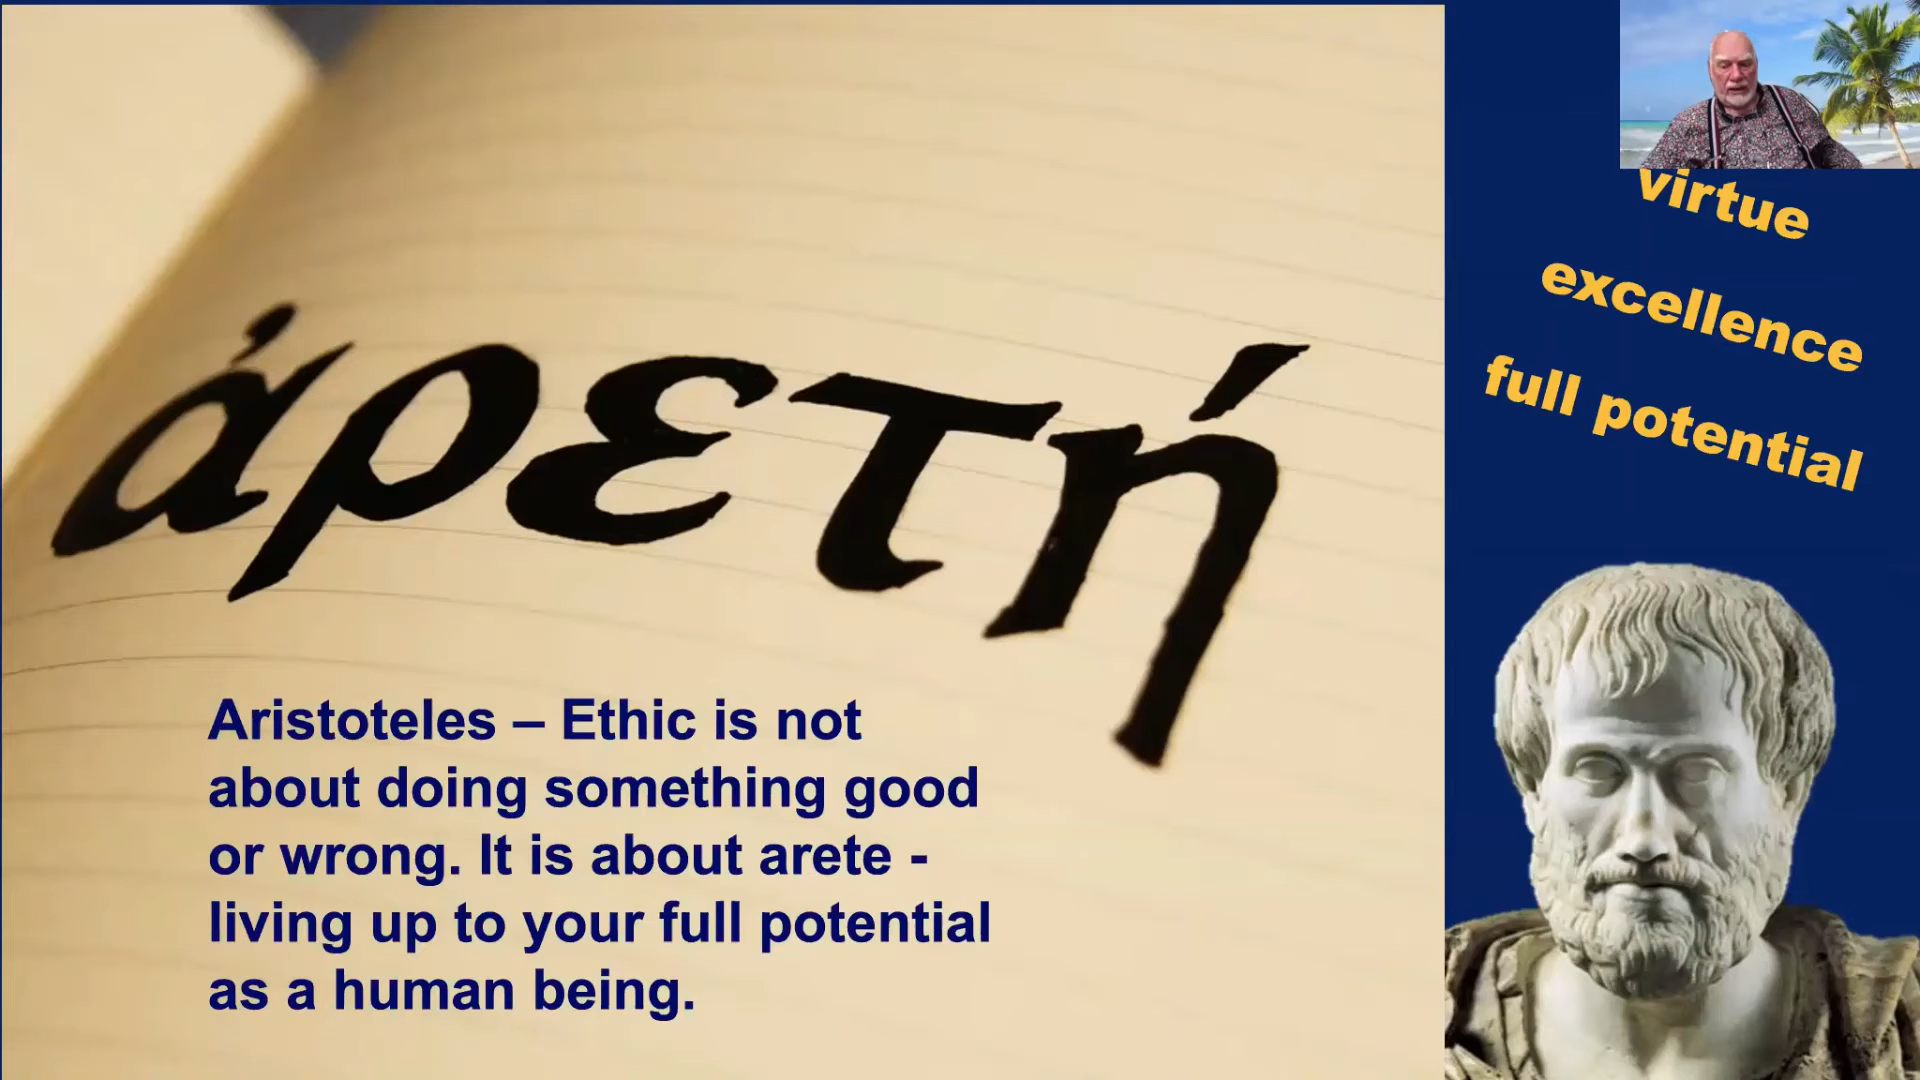 ἀρετή
Aristoteles – Ethic is not
about doing something good
or wrong. It is about arete -
living up to your full potential
as a human being.
virtue
excellence
full potential